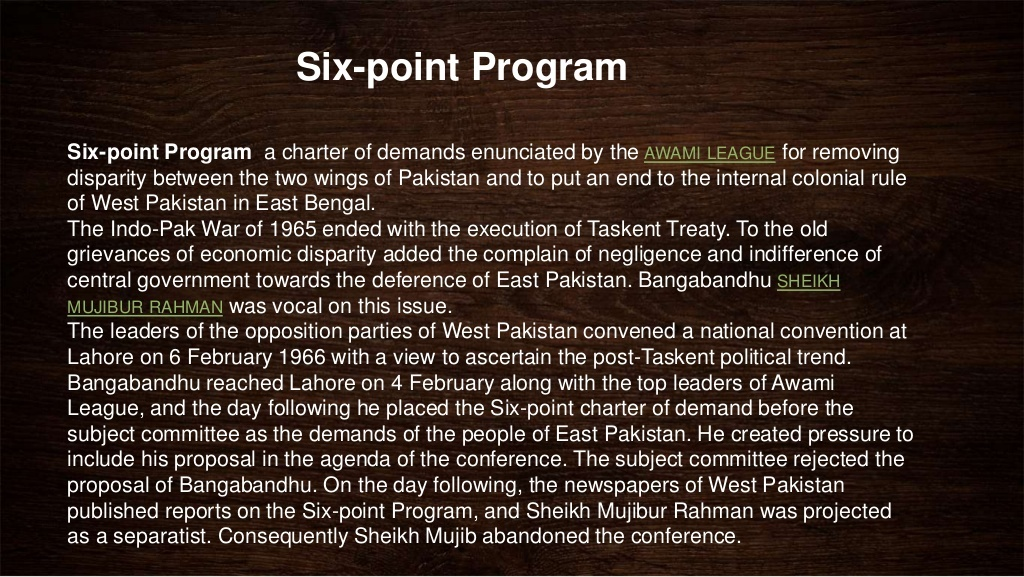 Six-point Program
Six-point Program a charter of demands enunciated by the AWAMI LEAGUE for removing
disparity between the two wings of Pakistan and to put an end to the internal colonial rule
of West Pakistan in East Bengal.
The Indo-Pak War of 1965 ended with the execution of Taskent Treaty. To the old
grievances of economic disparity added the complain of negligence and indifference of
central government towards the deference of East Pakistan. Bangabandhu SHEIKH
MUJIBUR RAHMAN was vocal on this issue.
The leaders of the opposition parties of West Pakistan convened a national convention at
Lahore on 6 February 1966 with a view to ascertain the post-Taskent political trend.
Bangabandhu reached Lahore on 4 February along with the top leaders of Awami
League, and the day following he placed the Six-point charter of demand before the
subject committee as the demands of the people of East Pakistan. He created pressure to
include his proposal in the agenda of the conference. The subject committee rejected the
proposal of Bangabandhu. On the day following, the newspapers of West Pakistan
published reports on the Six-point Program, and Sheikh Mujibur Rahman was projected
as a separatist. Consequently Sheikh Mujib abandoned the conference.